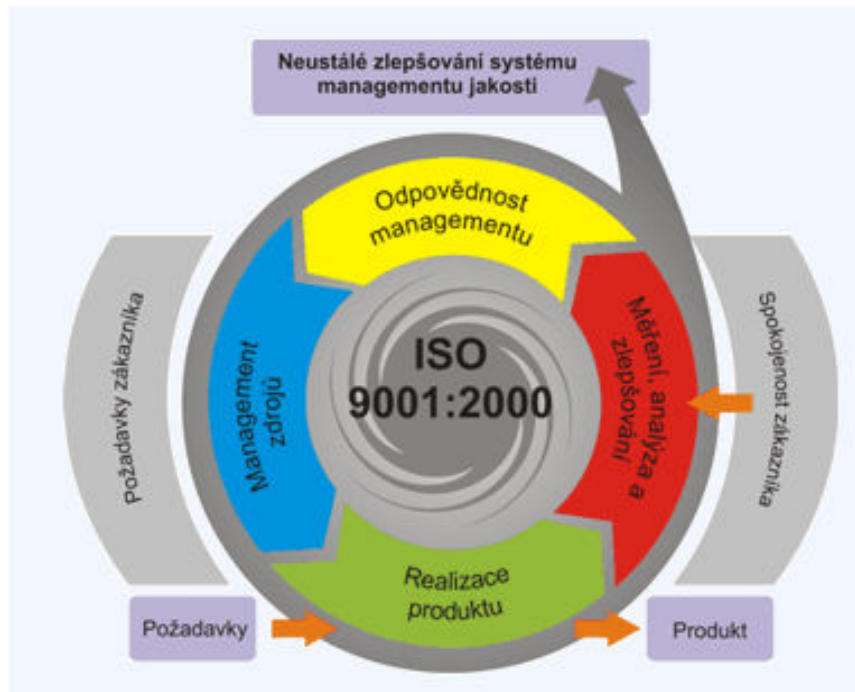 Neustálé zlepšování systému
managementu jakosti
Odpovědnost
managementu
Požadavky zákazníka
Management
zdrojů
ISO
9001:2000
Měření, analýza a
zlepšování
Spokojenost zákazníka
Realizace
produktu
Požadavky
Produkt